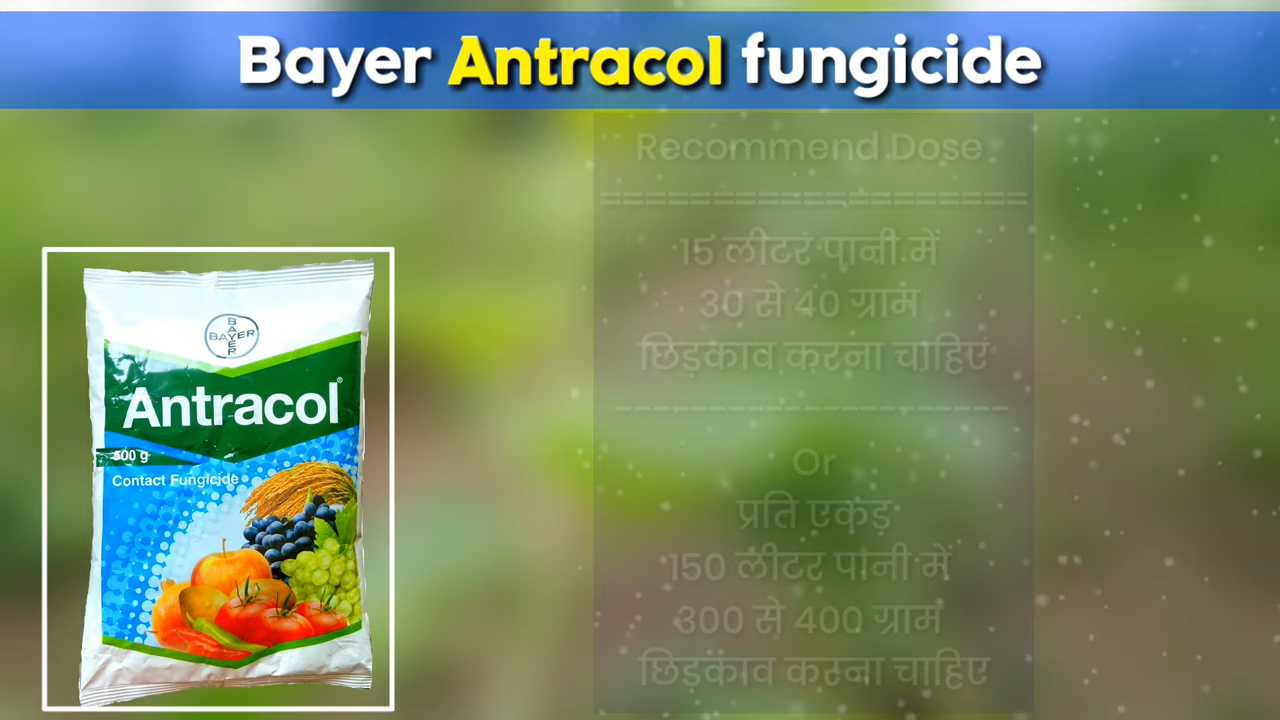 Bayer Antracol fungicide
Recommend Dose
====================
15 लीटर पानी में
30 से 40 ग्राम
छिड़काव करना चाहिए
--------------------
Or
प्रति एकड़
150 लीटर पानी में
300 से 400 ग्राम
छिड़काव करना चाहिए
BAYER
BAYER
Antracol®
500 g
Contact Fungicide